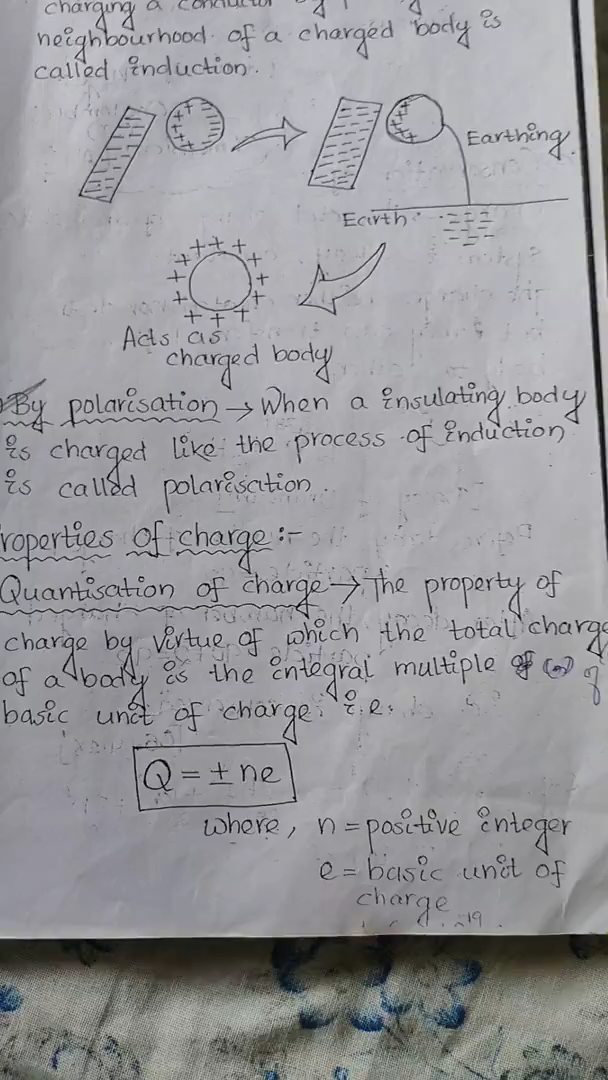 charging a conductor by
neighbourhood of a charged body is
called induction.
Earthing.
Earth
Acts as
charged body
By polarisation → When a insulating body
is charged like the process of induction
is called polarisation.
roperties of charge:-
Quantisation of charge → The property of
charge by virtue of which the total charge
of a body is the integral multiple of
basic unit of charge. i.e.
Q = ± ne
where, n = positive integer
e = basic unit of
charge